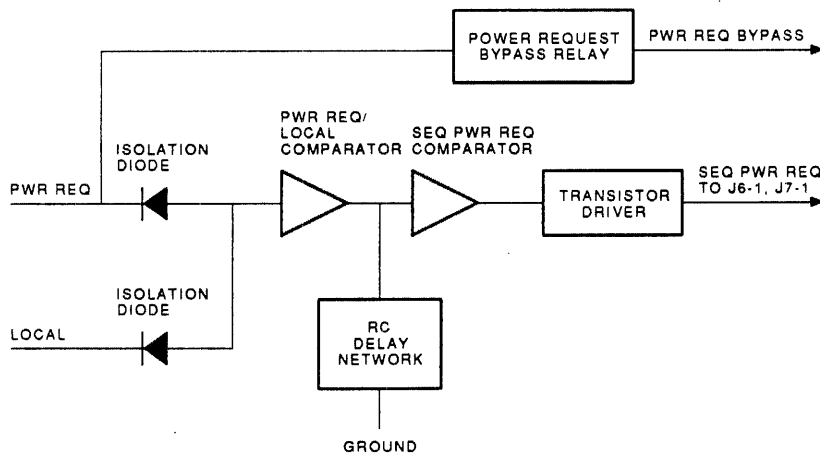 POWER REQUEST
BYPASS RELAY
PWR REQ BYPASS
PWR REQ/
LOCAL
COMPARATOR
SEQ PWR REQ
COMPARATOR
ISOLATION
DIODE
PWR REQ
TRANSISTOR
DRIVER
SEQ PWR REQ
TO J6-1, J7-1
ISOLATION
DIODE
LOCAL
RC
DELAY
NETWORK
GROUND